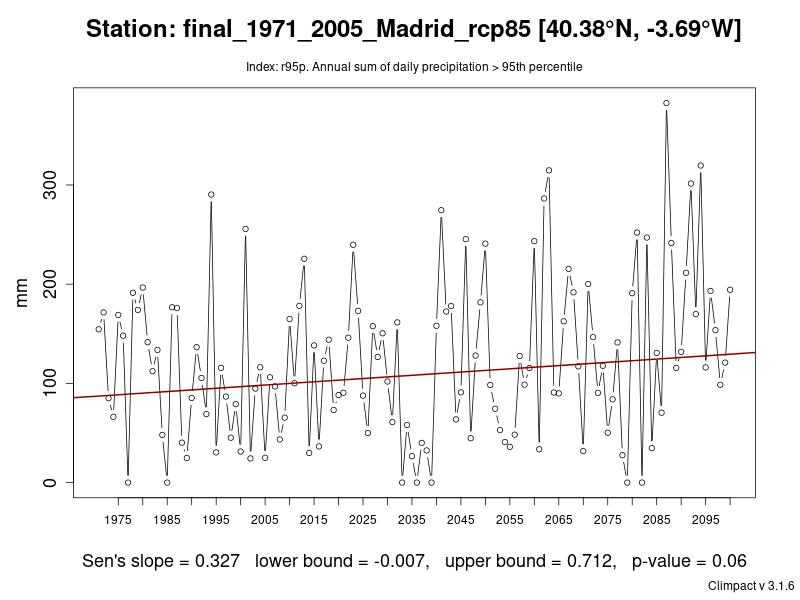 Station: final_1971_2005_Madrid_rcp85 [40.38°N, -3.69°W]
Index: r95p. Annual sum of daily precipitation > 95th percentile
mm
300
200
100
0
1975 1985 1995 2005 2015 2025 2035 2045 2055 2065 2075 2085 2095
Sen's slope = 0.327 lower bound = -0.007, upper bound = 0.712, p-value = 0.06
Climpact v 3.1.6